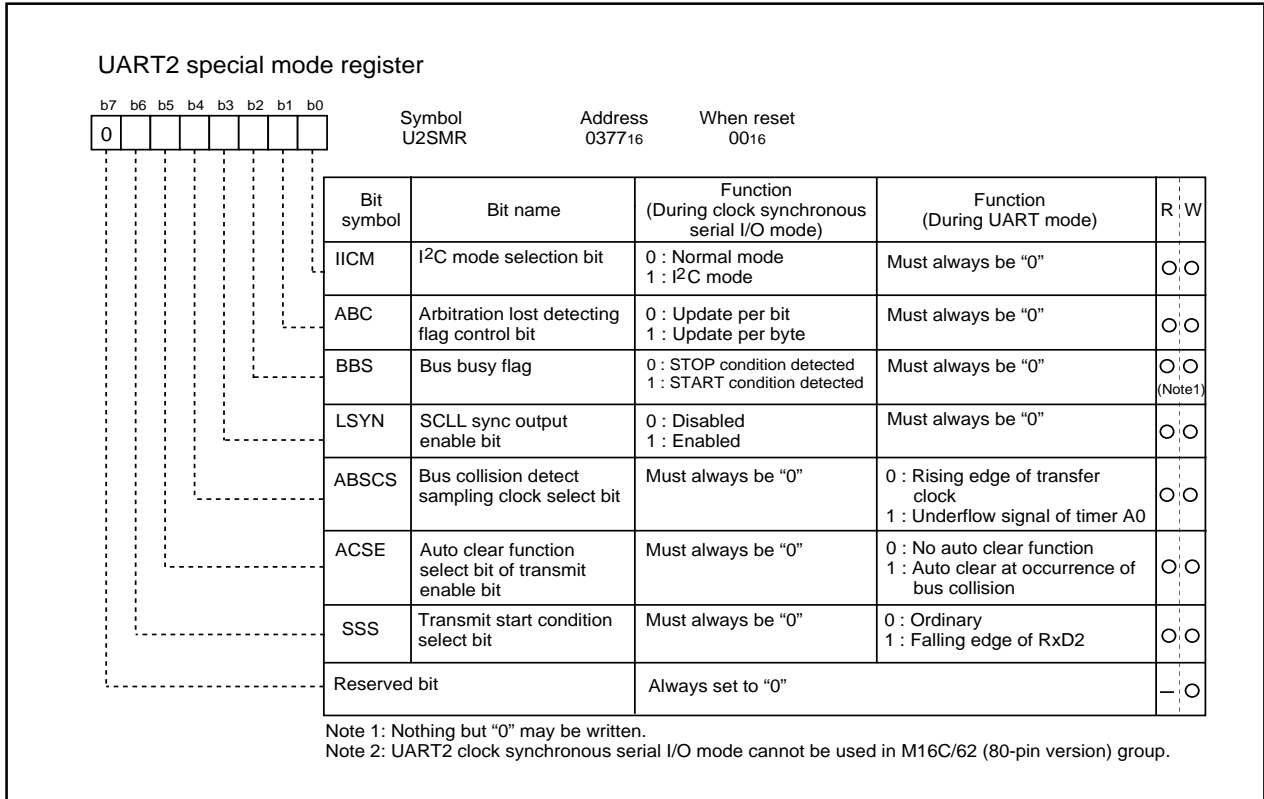 UART2 special mode register
b7 b6 b5 b4 b3 b2 b1 b0
0
Symbol Address When reset
U2SMR 037716 0016
Bit symbol
Bit name
Function
(During clock synchronous
serial I/O mode)
Function
(During UART mode)
R W
IICM
I2C mode selection bit
0 : Normal mode
1 : I2C mode
Must always be “0”
ABC
Arbitration lost detecting
flag control bit
0 : Update per bit
1 : Update per byte
Must always be “0”
BBS
Bus busy flag
0 : STOP condition detected
1 : START condition detected
Must always be “0”
(Note1)
LSYN
SCLL sync output
enable bit
0 : Disabled
1 : Enabled
Must always be “0”
ABSCS
Bus collision detect
sampling clock select bit
Must always be “0”
0 : Rising edge of transfer
clock
1 : Underflow signal of timer A0
ACSE
Auto clear function
select bit of transmit
enable bit
Must always be “0”
0 : No auto clear function
1 : Auto clear at occurrence of
bus collision
SSS
Transmit start condition
select bit
Must always be “0”
0 : Ordinary
1 : Falling edge of RxD2
Reserved bit
Always set to “0”
–
Note 1: Nothing but “0” may be written.
Note 2: UART2 clock synchronous serial I/O mode cannot be used in M16C/62 (80-pin version) group.